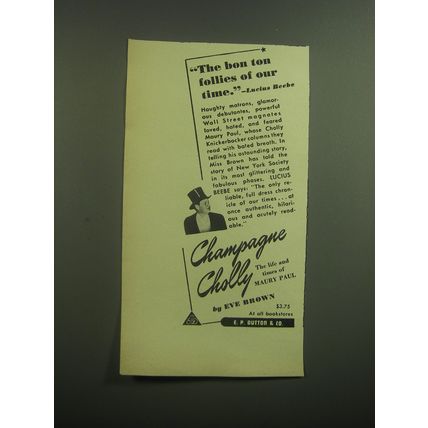 “The bon ton
follies of our
time.”—Lucius Beebe
Haughty matrons, glamor-
ous debutantes, powerful
Wall Street magnates
loved, hated, and feared
Maury Paul, whose Cholly
Knickerbocker columns they
read with bated breath. In
telling his astounding story,
Miss Brown has told the
story of New York Society
in its most glittering and
fabulous phases. LUCIUS
BEEBE says: "The only re-
liable, full dress chron-
icle of our times . . . at
once authentic, hilari-
ous and acutely read-
able."
Champagne
Cholly
The life and
times of
MAURY PAUL
by EVE BROWN
$3.75
At all bookstores
E. P. DUTTON & CO.